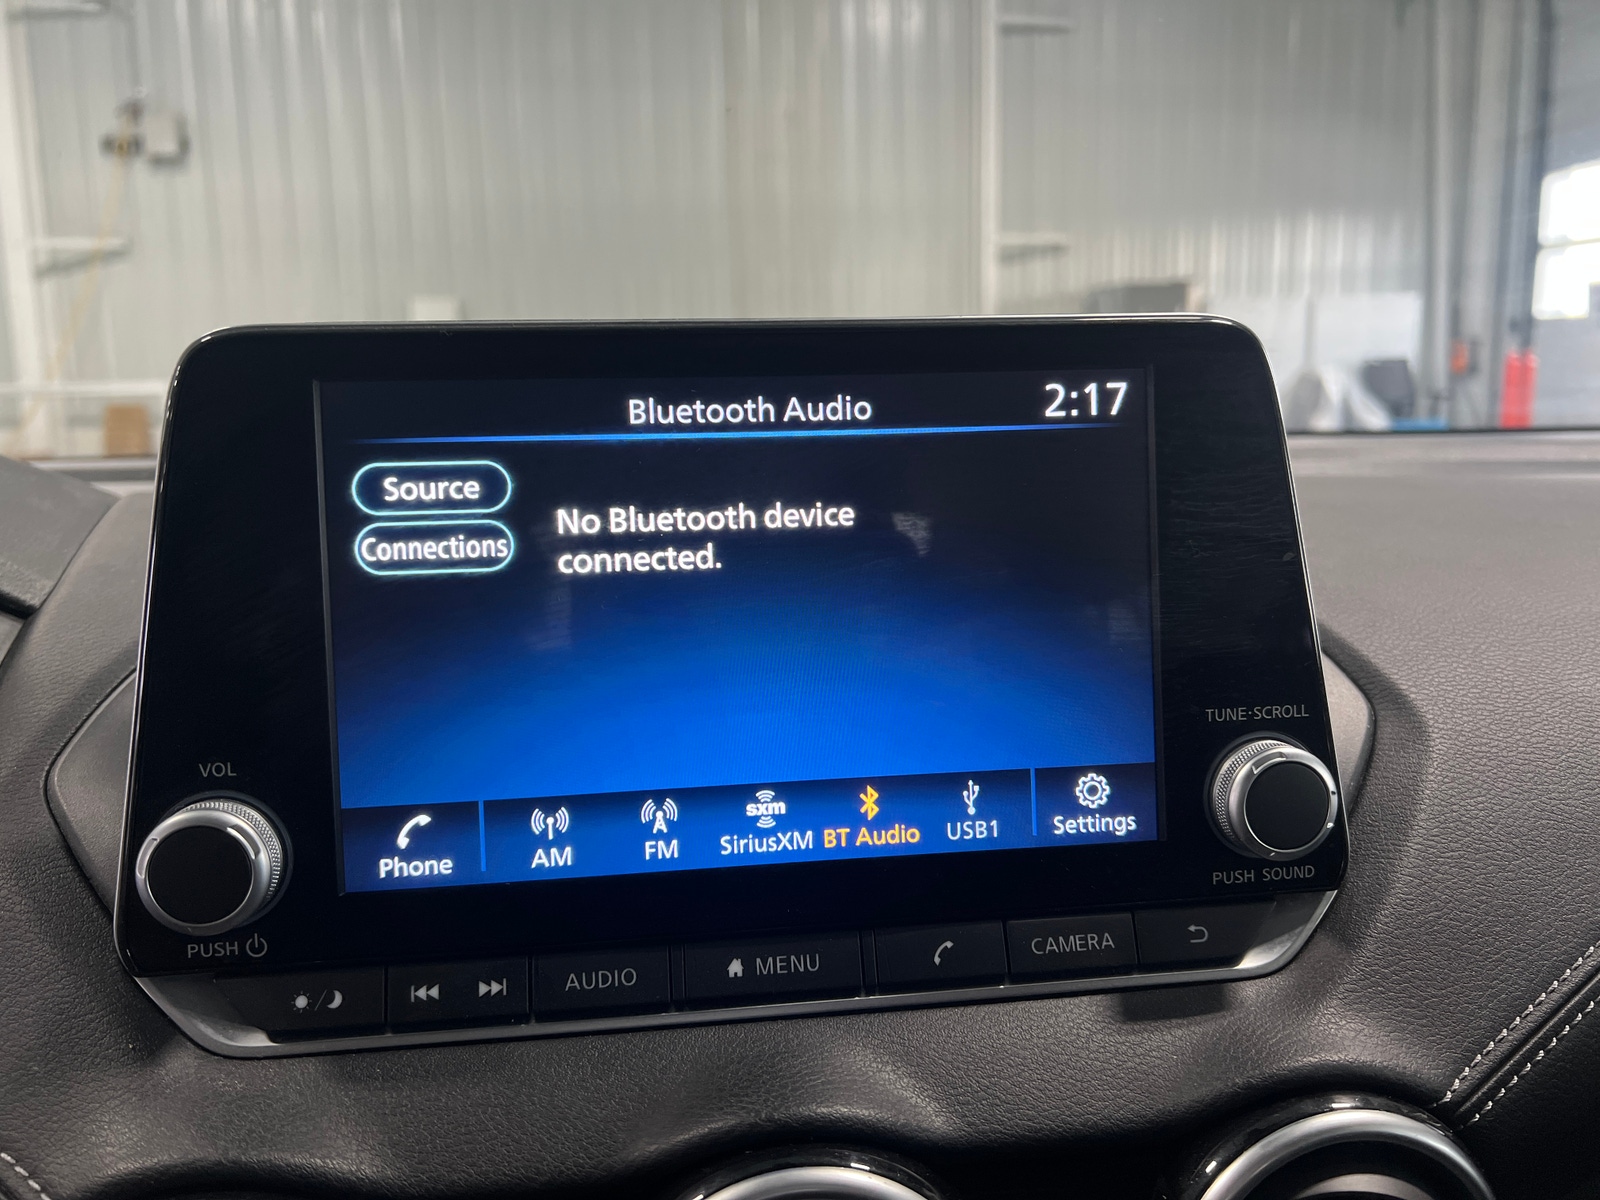 Bluetooth Audio
2:17
Source
Connections
No Bluetooth device
connected.
VOL
PUSH
TUNE·SCROLL
PUSH SOUND
Phone
AM
FM
sxm
SiriusXM
BT Audio
USB1
Settings
AUDIO
MENU
CAMERA